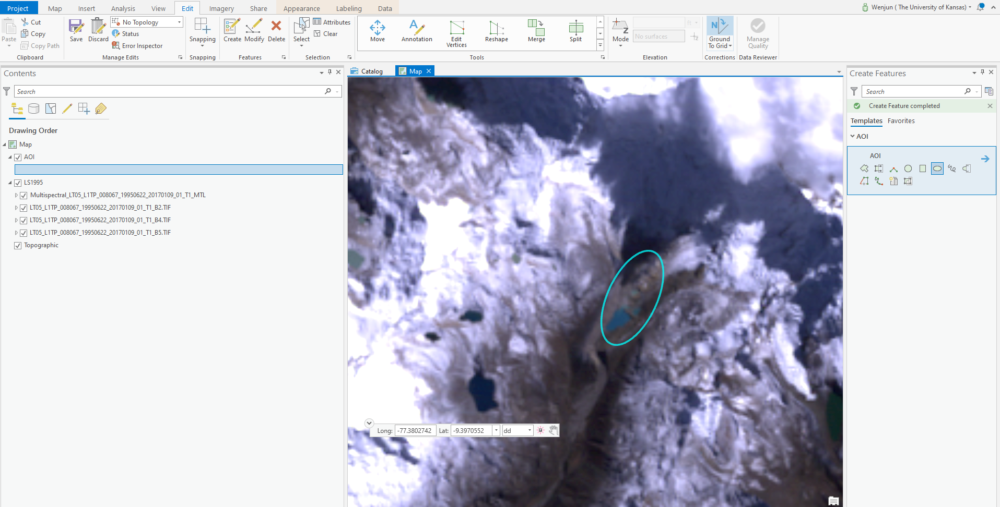 Project Map Insert Analysis View Edit Imagery Share Appearance Labeling Data Wenjun ( The University of Kansas)
Paste
Cut
Copy
Copy Path
Clipboard
Save
Discard
No Topology
Status
Error Inspector
Manage Edits
Snapping
Snapping
Create
Modify
Delete
Features
Select
Attributes
Clear
Selection
Move
Annotation
Edit
Vertices
Reshape
Merge
Split
Tools
Mode
ft
No surfaces
Elevation
Ground
To Grid
Corrections
Manage
Quality
Data Reviewer
Contents
Search
Drawing Order
Map
AOI
LS1995
Multispectral_LT05_L1TP_008067_19950622_20170109_01_T1_MTL
LT05_L1TP_008067_19950622_20170109_01_T1_B2.TIF
LT05_L1TP_008067_19950622_20170109_01_T1_B4.TIF
LT05_L1TP_008067_19950622_20170109_01_T1_B5.TIF
Topographic
Catalog Map
Long: -77.3802742 Lat: -9.3970552 dd
Create Features
Search
Create Feature completed
Templates Favorites
AOI
AOI